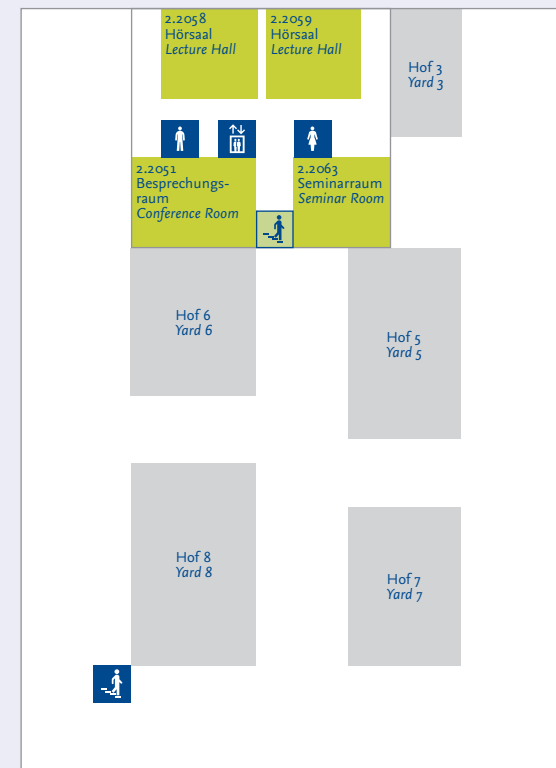 2.2058
Hörsaal
Lecture Hall
2.2059
Hörsaal
Lecture Hall
Hof 3
Yard 3
2.2051
Besprechungs-
raum
Conference Room
2.2063
Seminarraum
Seminar Room
Hof 6
Yard 6
Hof 5
Yard 5
Hof 8
Yard 8
Hof 7
Yard 7